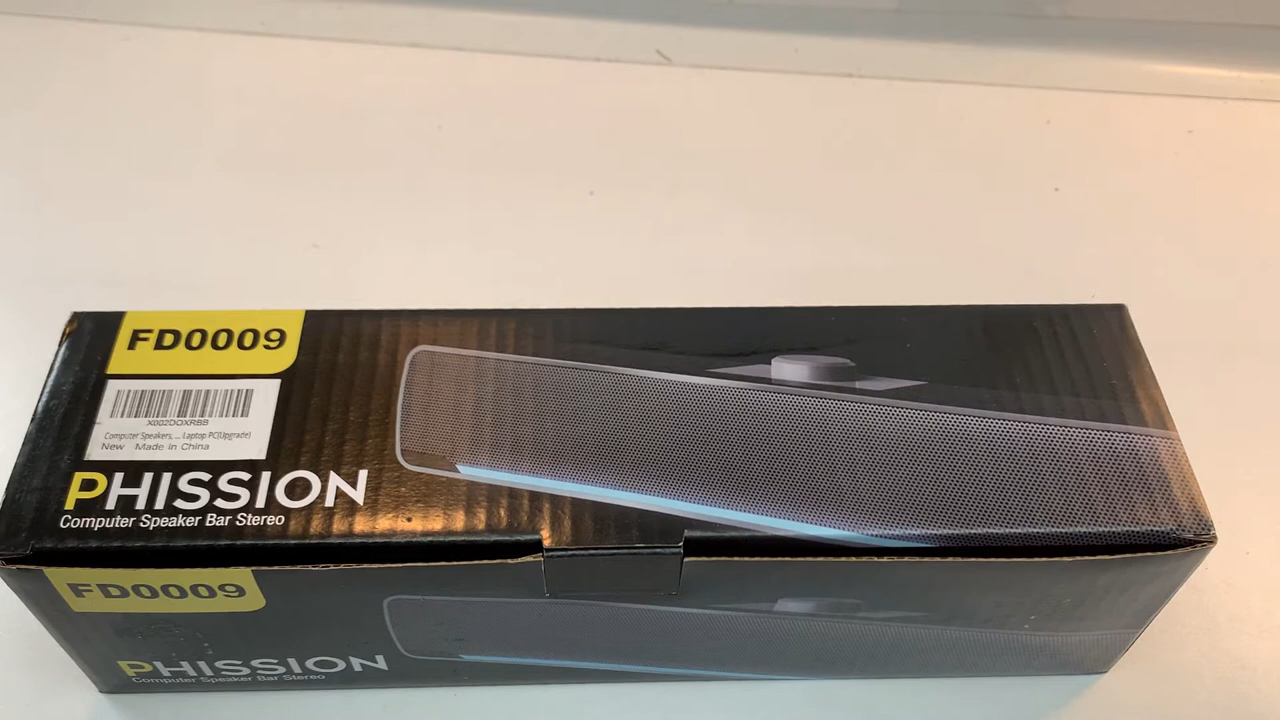 FD0009
X002DOXRBB
Computer Speakers, ... Laptop PC(Upgrade)
New Made in China
PHISSION
Computer Speaker Bar Stereo
FD0009
PHISSION
Computer Speaker Bar Stereo